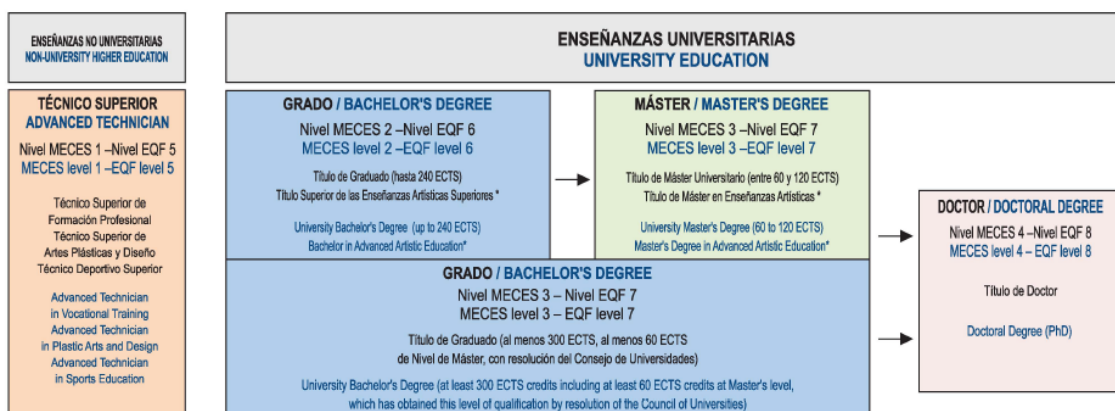 ENSEÑANZAS NO UNIVERSITARIAS
NON-UNIVERSITY HIGHER EDUCATION
ENSEÑANZAS UNIVERSITARIAS
UNIVERSITY EDUCATION
TÉCNICO SUPERIOR
ADVANCED TECHNICIAN
Nivel MECES 1 –Nivel EQF 5
MECES level 1 –EQF level 5
Técnico Superior de
Formación Profesional
Técnico Superior de
Artes Plásticas y Diseño
Técnico Deportivo Superior
Advanced Technician
in Vocational Training
Advanced Technician
in Plastic Arts and Design
Advanced Technician
in Sports Education
GRADO / BACHELOR'S DEGREE
Nivel MECES 2 –Nivel EQF 6
MECES level 2 –EQF level 6
Título de Graduado (hasta 240 ECTS)
Título Superior de las Enseñanzas Artísticas Superiores *
University Bachelor's Degree (up to 240 ECTS)
Bachelor in Advanced Artistic Education*
MÁSTER / MASTER'S DEGREE
Nivel MECES 3 –Nivel EQF 7
MECES level 3 –EQF level 7
Título de Máster Universitario (entre 60 y 120 ECTS)
Título de Máster en Enseñanzas Artísticas *
University Master's Degree (60 to 120 ECTS)
Master's Degree in Advanced Artistic Education*
GRADO / BACHELOR'S DEGREE
Nivel MECES 3 – Nivel EQF 7
MECES level 3 – EQF level 7
Título de Graduado (al menos 300 ECTS, al menos 60 ECTS
de Nivel de Máster, con resolución del Consejo de Universidades)
University Bachelor's Degree (at least 300 ECTS credits including at least 60 ECTS credits at Master's level,
which has obtained this level of qualification by resolution of the Council of Universities)
DOCTOR / DOCTORAL DEGREE
Nivel MECES 4 –Nivel EQF 8
MECES level 4 – EQF level 8
Título de Doctor
Doctoral Degree (PhD)